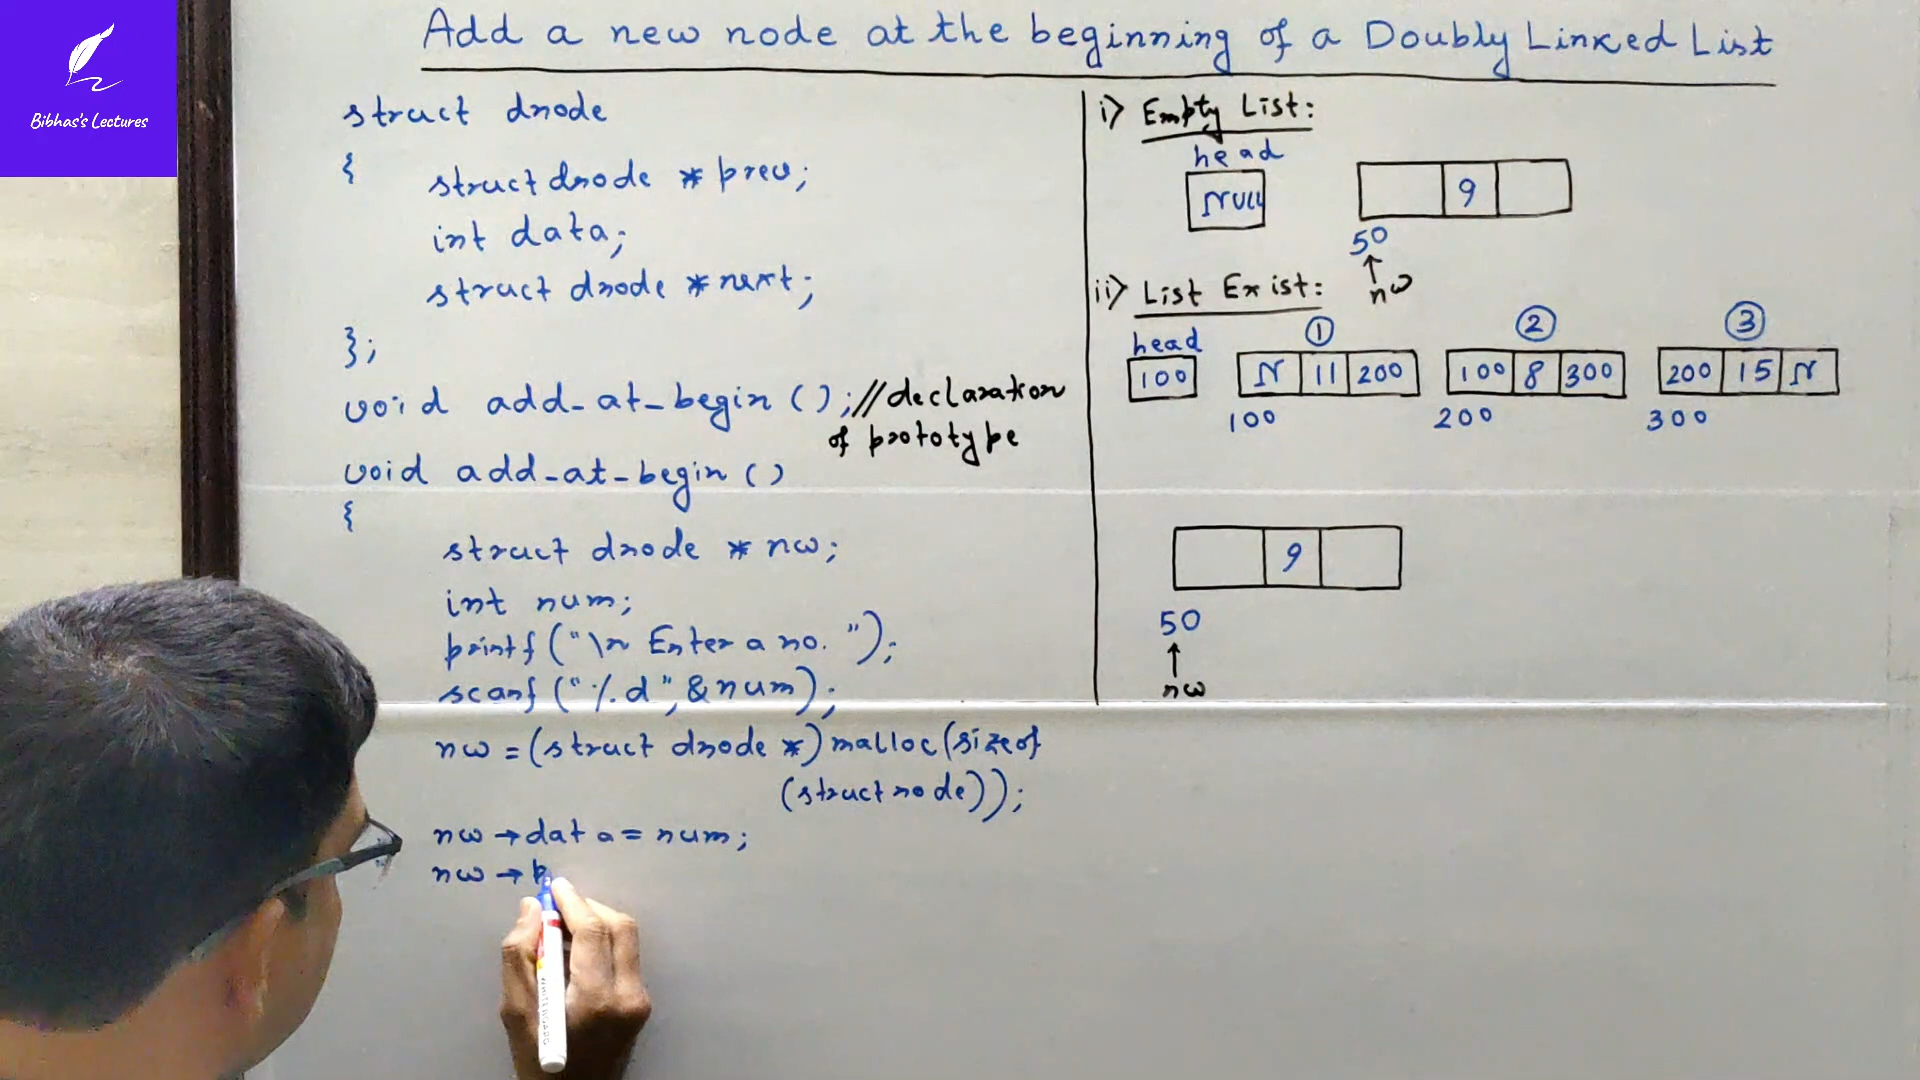 Bibhas's Lectures
Add a new node at the beginning of a Doubly Linked List
struct dnode
{ struct dnode * prev;
int data;
struct dnode * next;
};
void add_at_begin ( ); // declaration
of prototype
void add_at_begin ( )
{
struct dnode * nw;
int num;
printf ("\n Enter a no. ");
scanf ("%d", &num);
nw = (struct dnode *) malloc (sizeof
(struct node));
nw → data = num;
nw → p
i) Empty List:
head
NULL 9
50
↑
nw
ii) List Exist:
① ② ③
head
100 N 11 200 100 8 300 200 15 N
100 200 300
9
50
↑
nw
WHITEBOARD